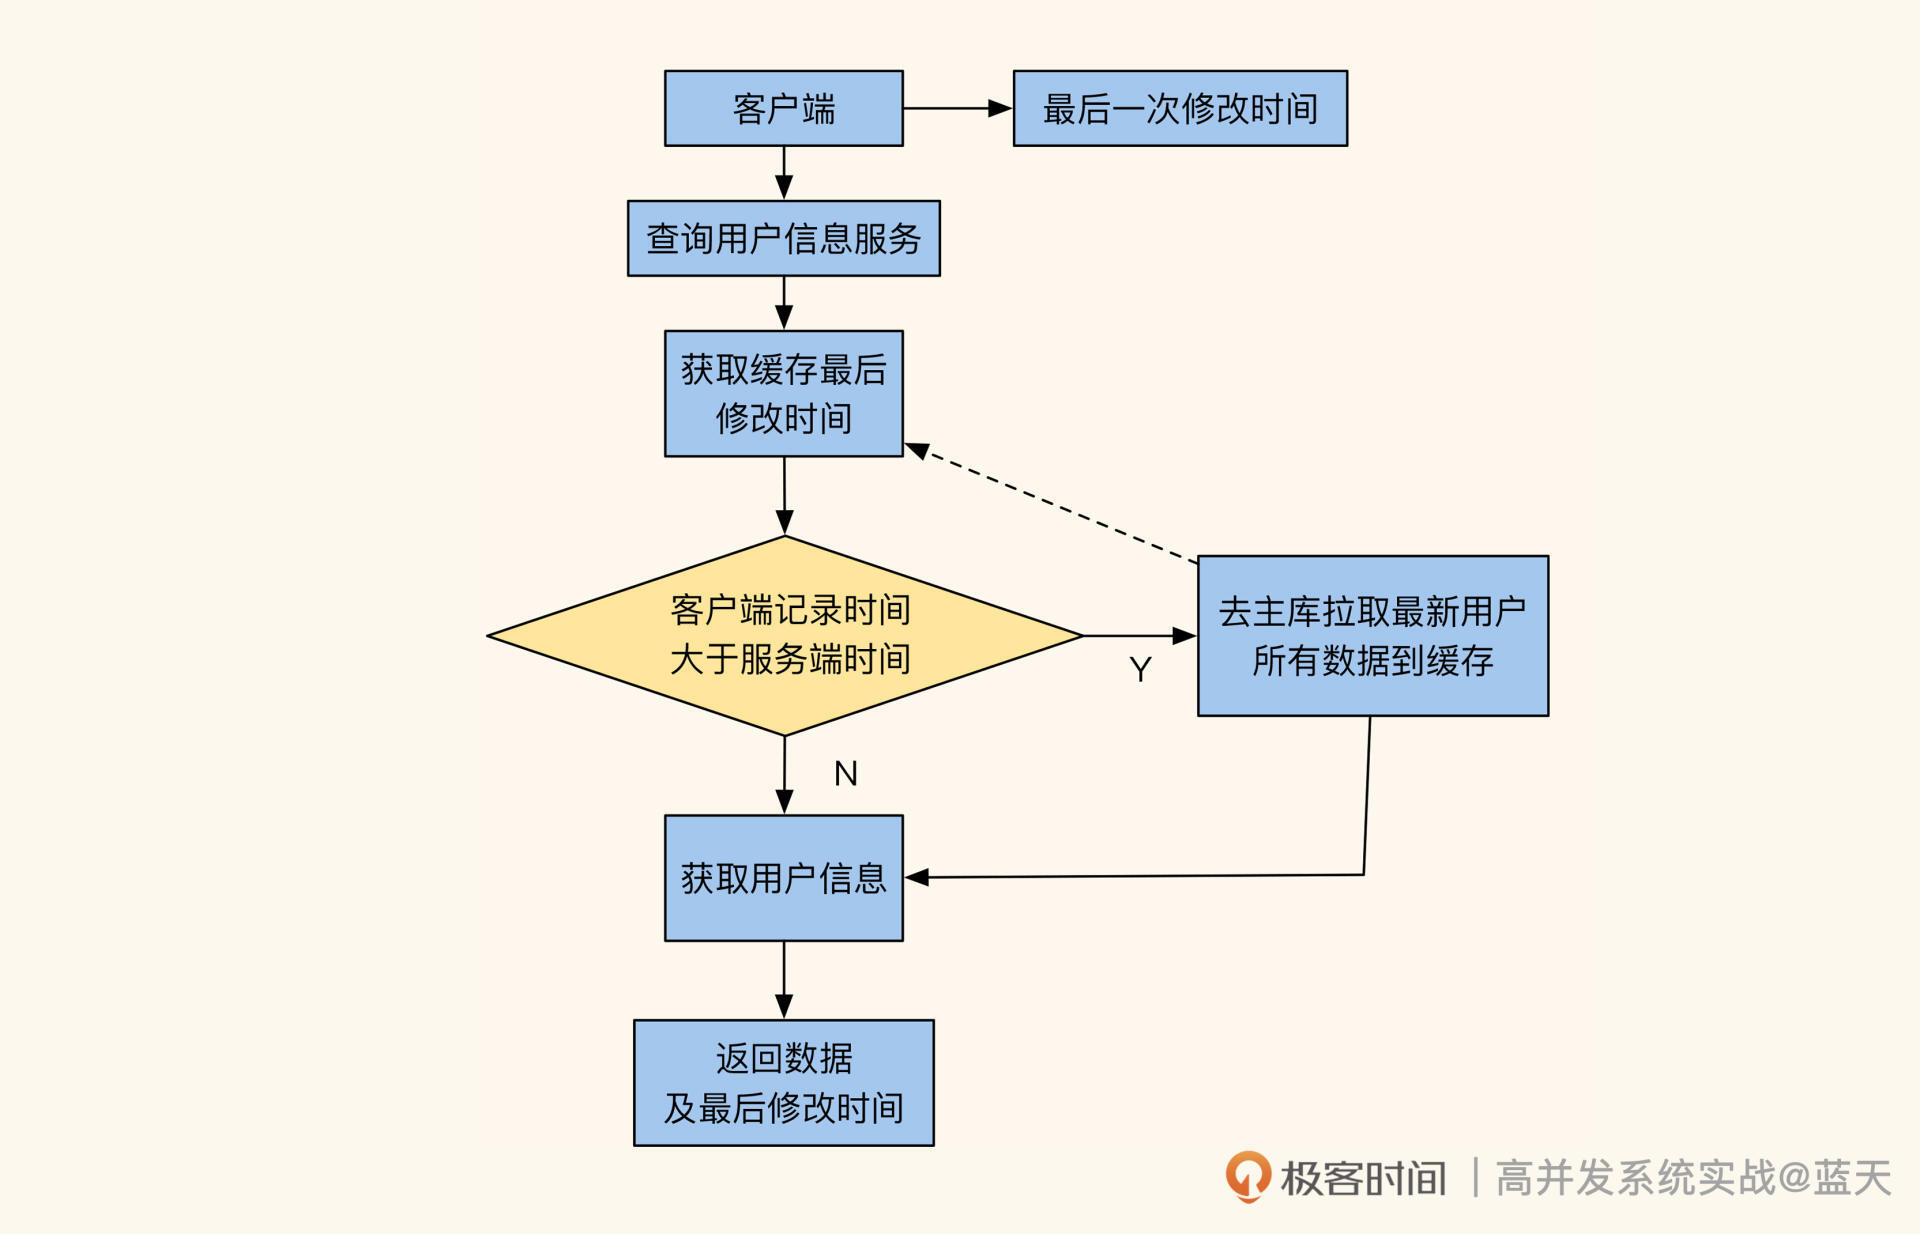 客户端
最后一次修改时间
查询用户信息服务
获取缓存最后
修改时间
客户端记录时间
大于服务端时间
Y
去主库拉取最新用户
所有数据到缓存
N
获取用户信息
返回数据
及最后修改时间
极客时间 | 高并发系统实战@蓝天